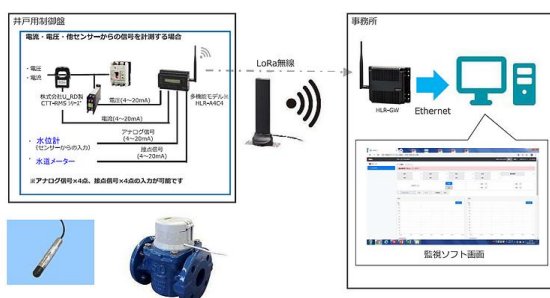 井戸用制御盤
電流・電圧・他センサーからの信号を計測する場合
・電圧
・電流
株式会社U_RD製
CTT-RMS ｼﾘｰｽﾞ
電圧(4~20mA)
多機能モデル※
HLR-A4C4
電流(4~20mA)
アナログ信号
(4~20mA)
・ 水位計
(センサーからの入力)
接点信号
(4~20mA)
・ 水道メーター
※アナログ信号×4点、接点信号×4点の入力が可能です
LoRa無線
事務所
HLR-GW
Ethernet
監視ソフト画面